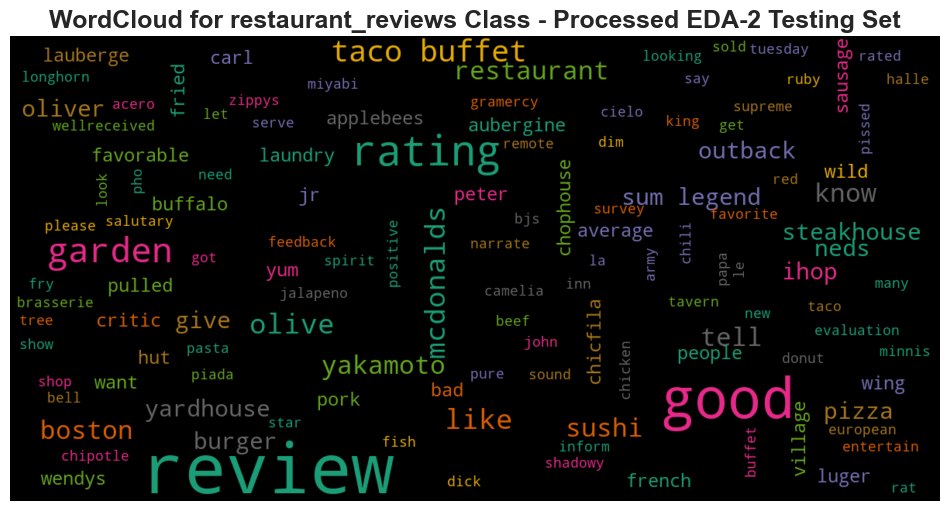 WordCloud for restaurant_reviews Class - Processed EDA-2 Testing Set
lauberge
carl
taco buffet
looking
sold
tuesday
rated
longhorn
miyabi
restaurant
say
ruby
halle
sausage
fried
oliver
acero
zippys
let
gramercy
cielo
supreme
wellreceived
serve
applebees
aubergine
king
get
pissed
favorable
laundry
rating
remote
dim
outback
look
pho
need
red
wild
buffalo
jr
peter
chophouse
sum legend
know
please
salutary
bjs
survey
favorite
garden
feedback
positive
mcdonalds
narrate
average
steakhouse
got
yum
spirit
la
army
chili
neds
papa
le
ihop
fry
pulled
jalapeno
camelia
inn
many
brasserie
tavern
taco
tree
critic
give
olive
beef
new
evaluation
show
hut
pasta
john
chicfila
tell
people
donut
minnis
yakamoto
chicken
shop
want
piada
pure
sound
bell
bad
good
wing
yardhouse
pork
star
like
sushi
village
pizza
boston
burger
fish
inform
buffet
european
entertain
chipotle
review
shadowy
wendys
dick
french
luger
rat